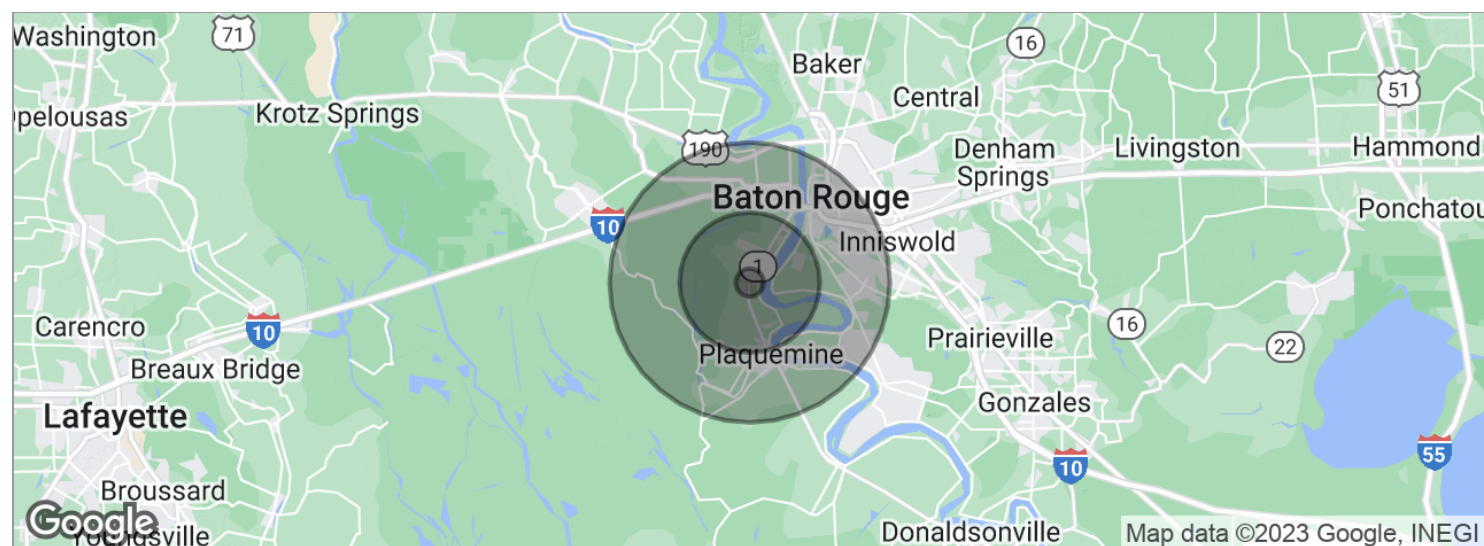 Washington
71
Krotz Springs
Opelousas
Baker
16
Central
51
190
Denham
Springs
Livingston
Hammond
Baton Rouge
10
Inniswold
Ponchatou
1
Carencro
10
Breaux Bridge
Plaquemine
Prairieville
16
22
Lafayette
Gonzales
10
55
Broussard
Google
Youngsville
Donaldsonville
Map data ©2023 Google, INEGI